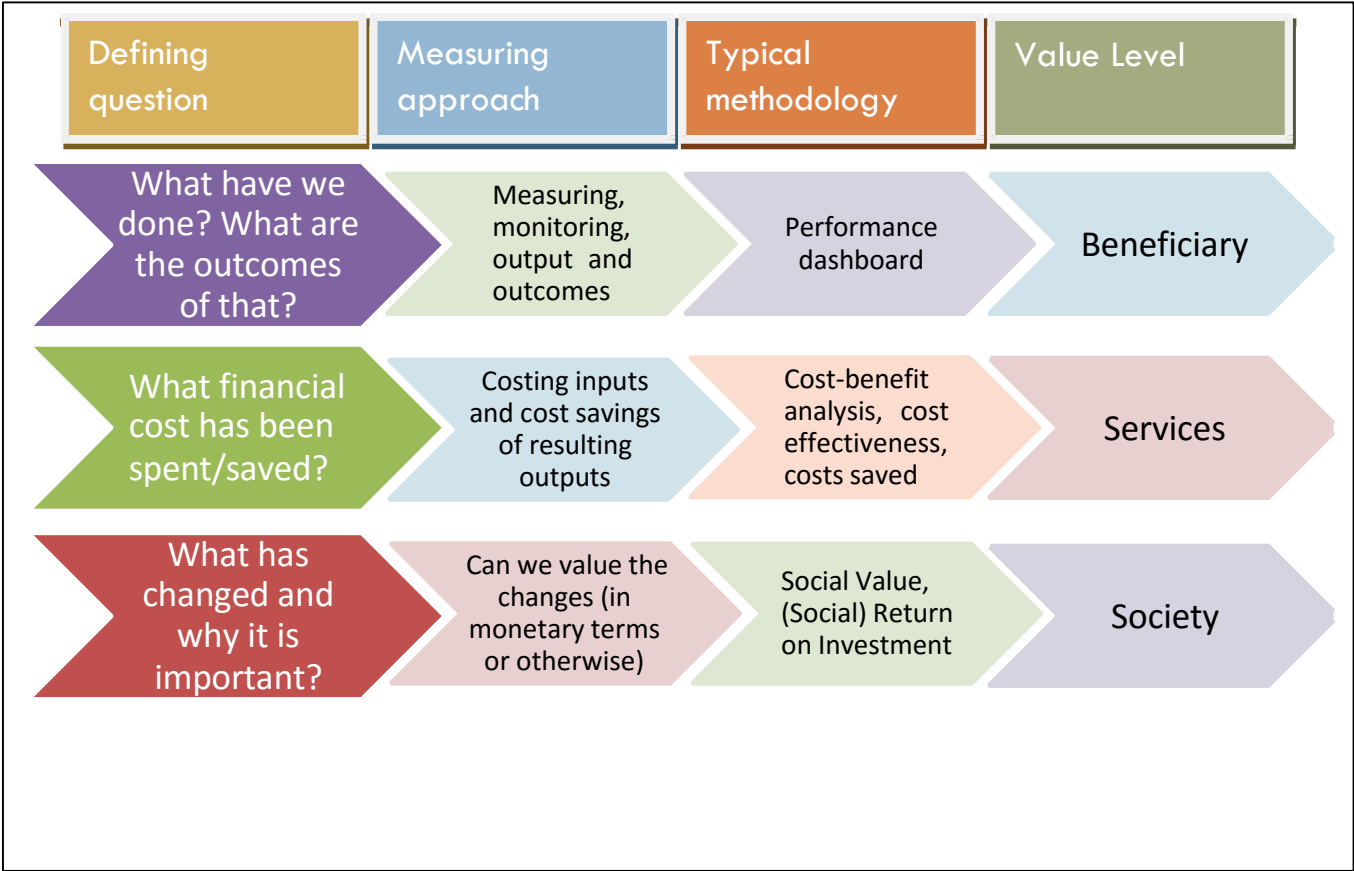 Defining
question
Measuring
approach
Typical
methodology
Value Level
What have we
done? What are
the outcomes
of that?
Measuring,
monitoring,
output and
outcomes
Performance
dashboard
Beneficiary
What financial
cost has been
spent/saved?
Costing inputs
and cost savings
of resulting
outputs
Cost-benefit
analysis, cost
effectiveness,
costs saved
Services
What has
changed and
why it is
important?
Can we value the
changes (in
monetary terms
or otherwise)
Social Value,
(Social) Return
on Investment
Society